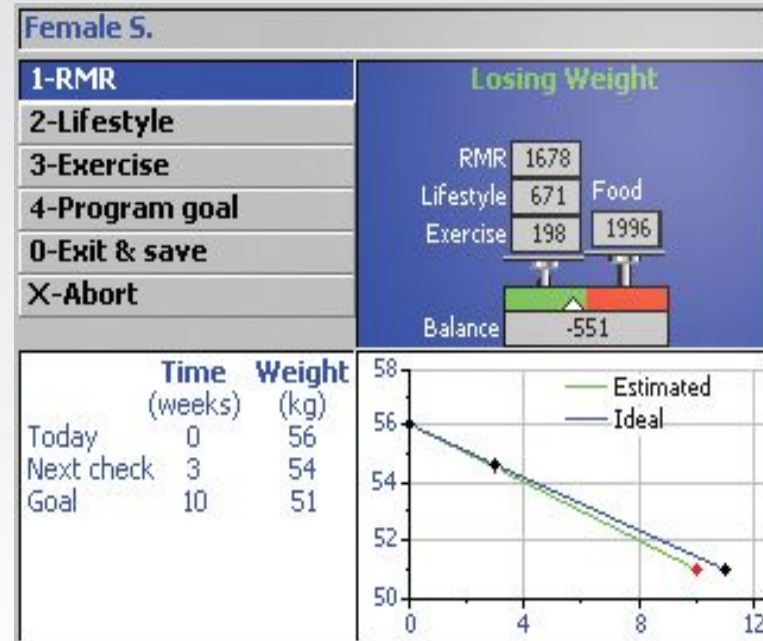 Female S.
1-RMR
2-Lifestyle
3-Exercise
4-Program goal
0-Exit & save
X-Abort
Losing Weight
RMR 1678
Lifestyle 671 Food
Exercise 198 1996
Balance -551
Time Weight
(weeks) (kg)
Today 0 56
Next check 3 54
Goal 10 51
58
56
54
52
50
0 4 8 12
Estimated
Ideal